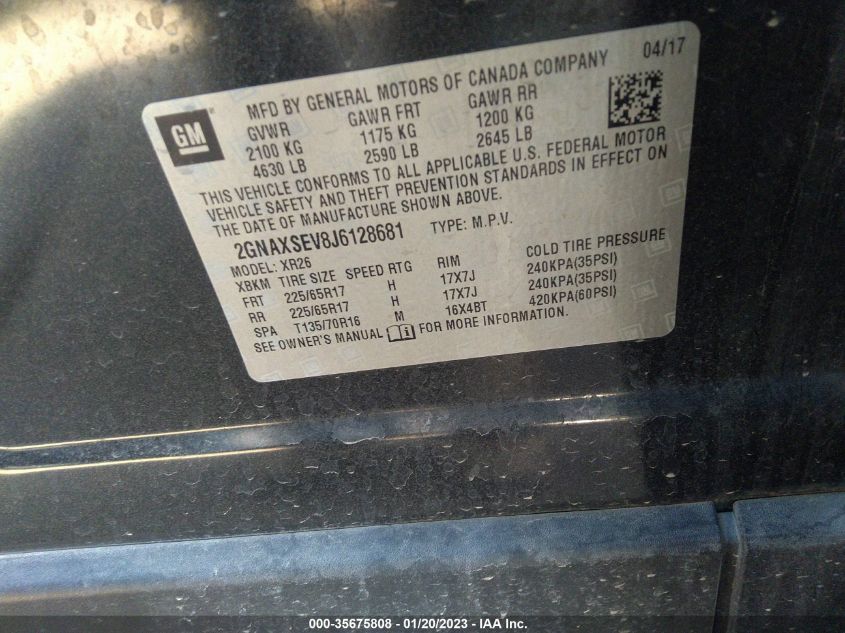 04/17
MFD BY GENERAL MOTORS OF CANADA COMPANY
GM
GVWR GAWR FRT GAWR RR
2100 KG 1175 KG 1200 KG
4630 LB 2590 LB 2645 LB
THIS VEHICLE CONFORMS TO ALL APPLICABLE U.S. FEDERAL MOTOR
VEHICLE SAFETY AND THEFT PREVENTION STANDARDS IN EFFECT ON
THE DATE OF MANUFACTURE SHOWN ABOVE.
2GNAXSEV8J6128681 TYPE: M.P.V.
MODEL: XR26
XBKM TIRE SIZE SPEED RTG RIM COLD TIRE PRESSURE
FRT 225/65R17 H 17X7J 240KPA(35PSI)
RR 225/65R17 H 17X7J 240KPA(35PSI)
SPA T135/70R16 M 16X4BT 420KPA(60PSI)
SEE OWNER'S MANUAL FOR MORE INFORMATION.
000-35675808 - 01/20/2023 - IAA Inc.